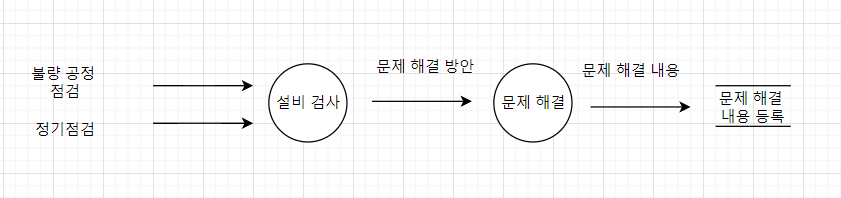 불량 공정
점검
정기점검
설비 검사
문제 해결 방안
문제 해결
문제 해결 내용
문제 해결
내용 등록